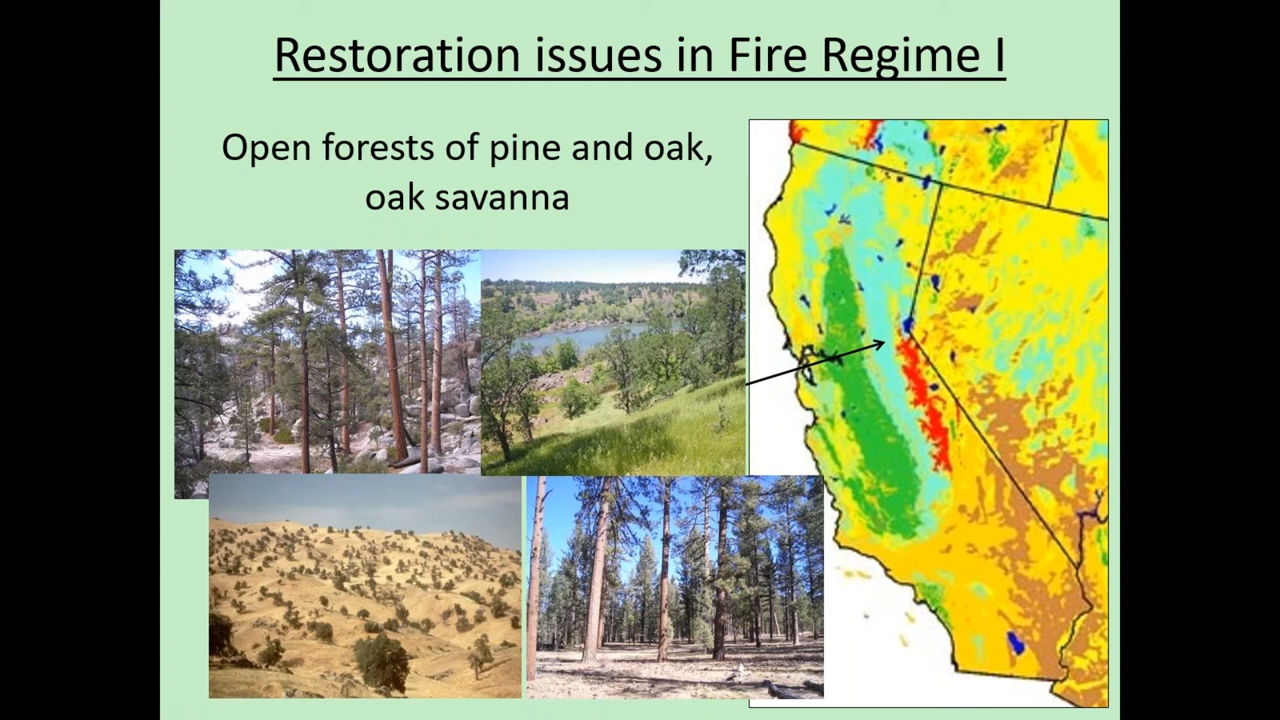 Restoration issues in Fire Regime I
Open forests of pine and oak,
oak savanna